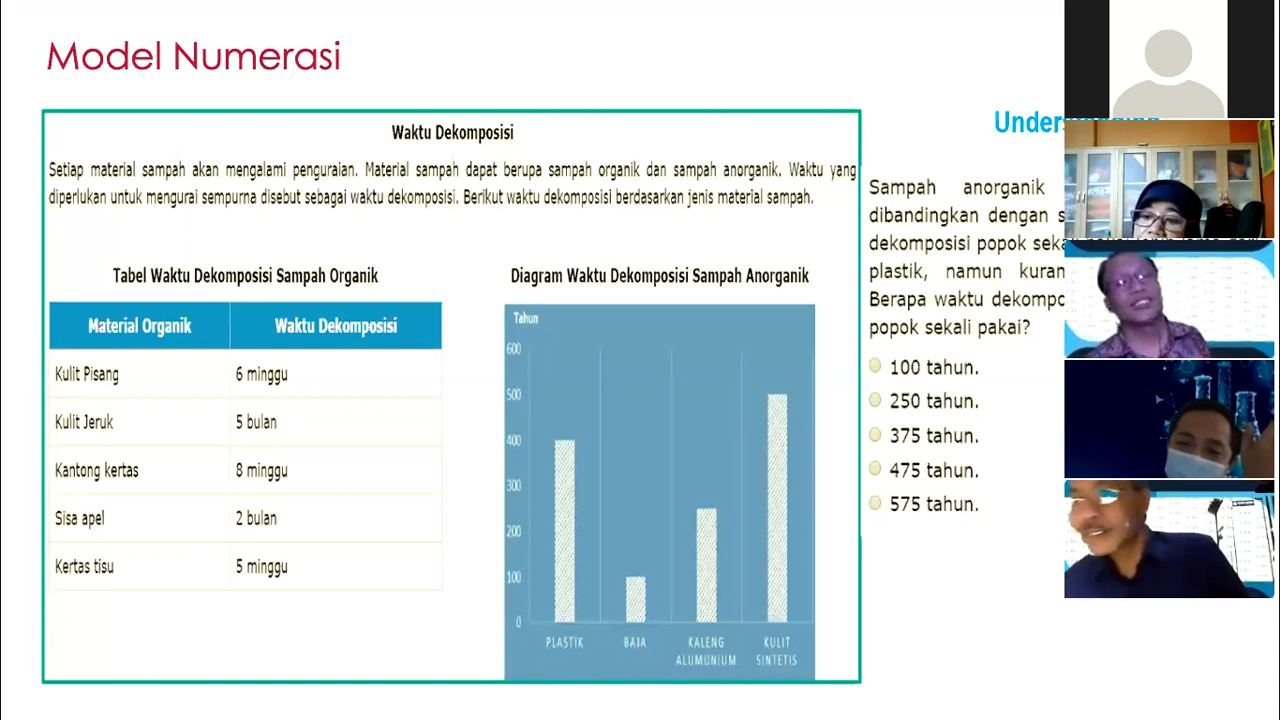 Model Numerasi
Waktu Dekomposisi
Setiap material sampah akan mengalami penguraian. Material sampah dapat berupa sampah organik dan sampah anorganik. Waktu yang
diperlukan untuk mengurai sempurna disebut sebagai waktu dekomposisi. Berikut waktu dekomposisi berdasarkan jenis material sampah.
Tabel Waktu Dekomposisi Sampah Organik
Material Organik Waktu Dekomposisi
Kulit Pisang 6 minggu
Kulit Jeruk 5 bulan
Kantong kertas 8 minggu
Sisa apel 2 bulan
Kertas tisu 5 minggu
Diagram Waktu Dekomposisi Sampah Anorganik
Tahun
600
500
400
300
200
100
0
PLASTIK BAJA KALENG KULIT
ALUMUNIUM SINTETIS
Sampah anorganik
dibandingkan dengan
dekomposisi popok
plastik, namun
Berapa waktu
popok sekali pakai?
100 tahun.
250 tahun.
375 tahun.
475 tahun.
575 tahun.